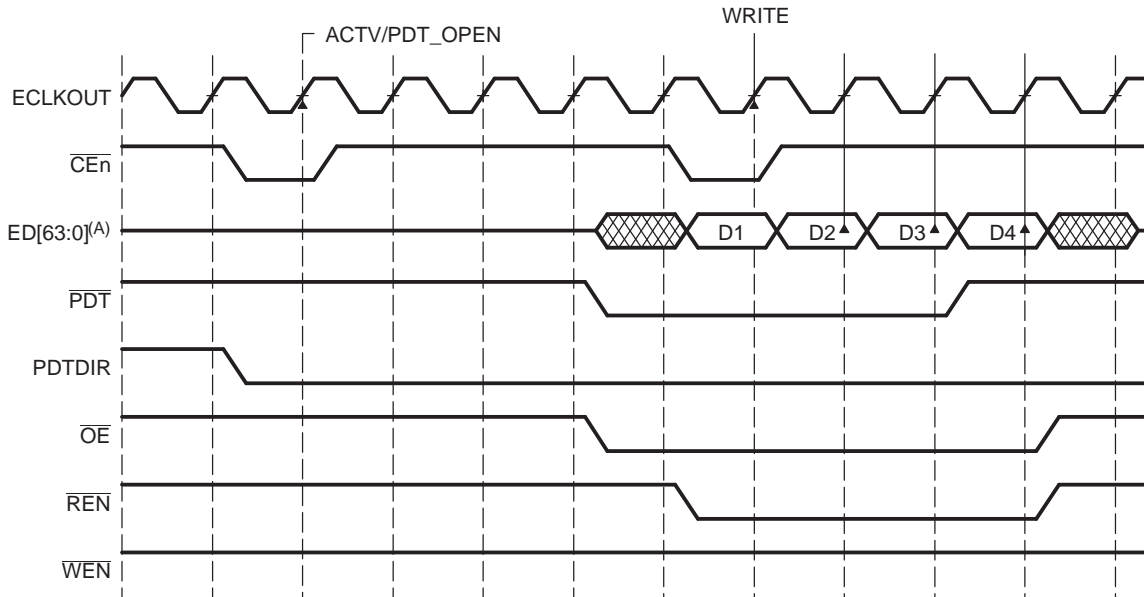 WRITE
ACTV/PDT_OPEN
ECLKOUT
CEn
ED[63:0](A)
D1 D2 D3 D4
PDT
PDTDIR
OE
REN
WEN